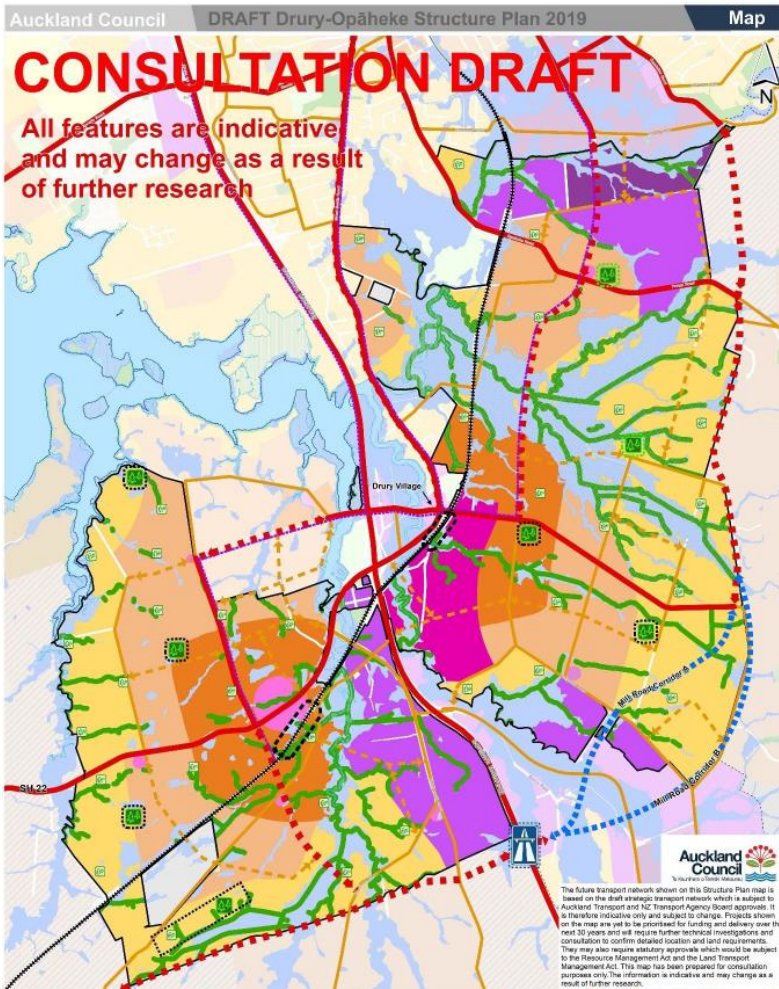 Auckland Council
DRAFT Drury-Opāheke Structure Plan 2019
Map
CONSULTATION DRAFT
All features are indicative
and may change as a result
of further research
N
Drury Village
Mill Road Corridor A
SH 22
Mill Road Corridor B
Auckland
Council
Te Kaunihera o Tāmaki Makaurau
The future transport network shown on this Structure Plan map is
based on the draft strategic transport network which is subject to
Auckland Transport and NZ Transport Agency Board approvals. It
is therefore indicative only and subject to change. Projects shown
on the map are yet to be prioritised for funding and delivery over the
next 30 years and will require further technical investigations and
consultation to confirm detailed location and land requirements.
They may also require statutory approvals which would be subject
to the Resource Management Act and the Land Transport
Management Act. This map has been prepared for consultation
purposes only. The information is indicative and may change as a
result of further research.